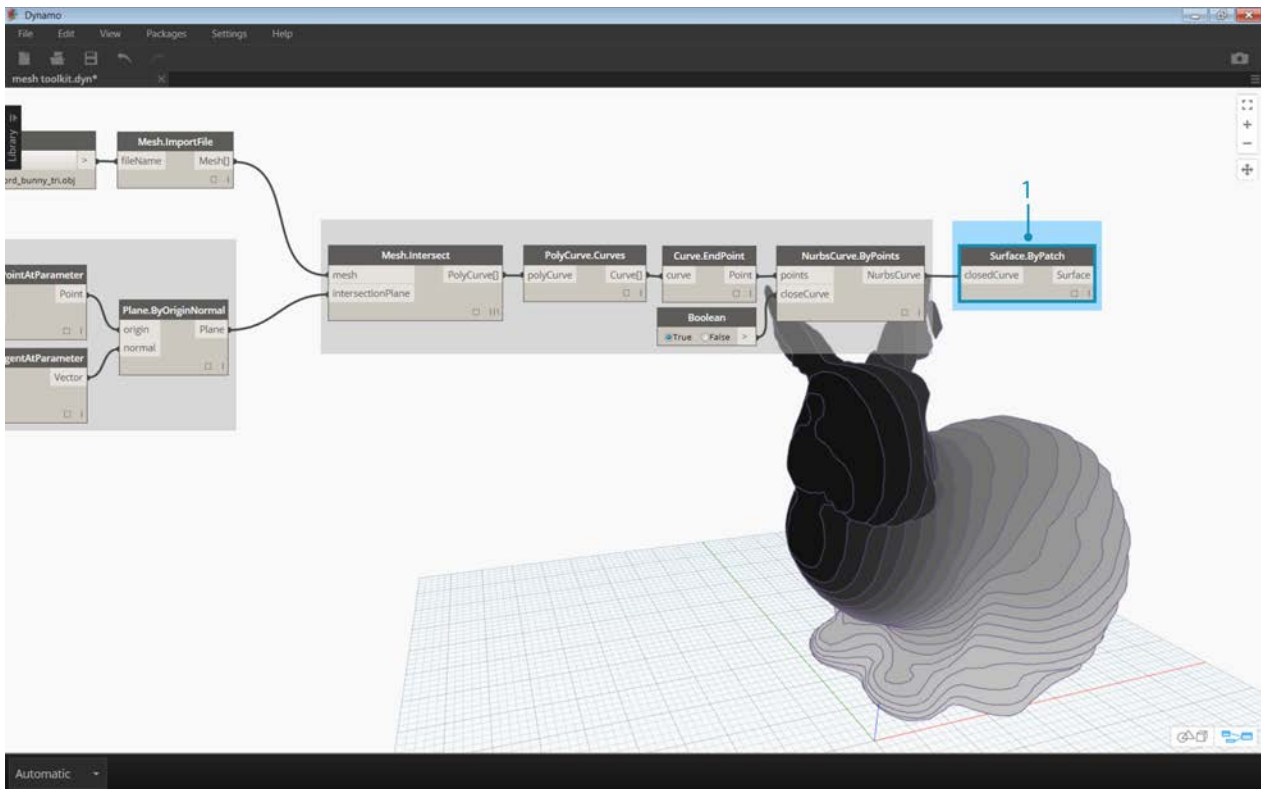 Dynamo
File Edit View Packages Settings Help
mesh toolkit.dyn*
Library
Mesh.ImportFile
> fileName Mesh[]
ord_bunny_tri.obj
1
Mesh.Intersect
mesh PolyCurve[]
intersectionPlane
PolyCurve.Curves
polyCurve Curve[]
Curve.EndPoint
curve Point
NurbsCurve.ByPoints
points NurbsCurve
closeCurve
Surface.ByPatch
closedCurve Surface
Boolean
True False >
PointAtParameter
Point
Plane.ByOriginNormal
origin Plane
normal
gentAtParameter
Vector
Automatic